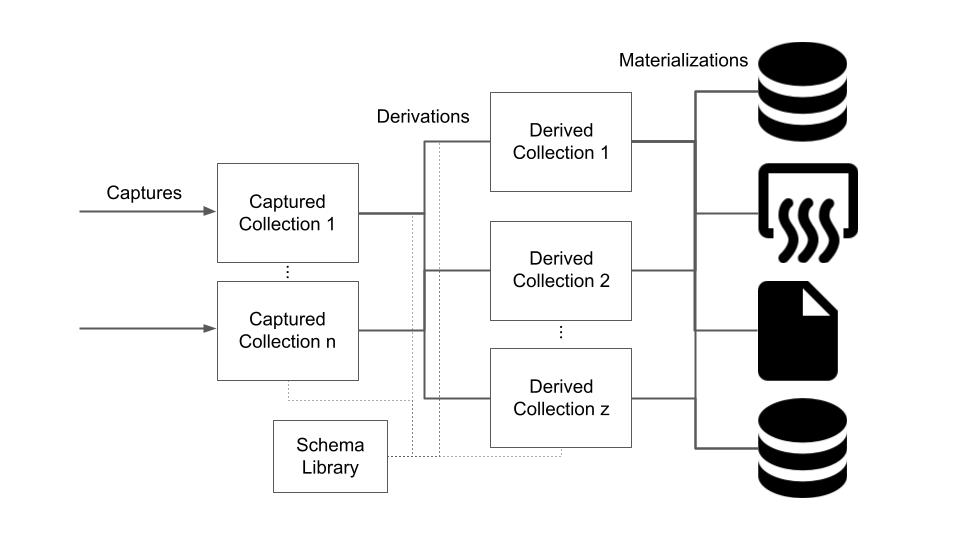 Materializations
Derivations
Derived
Collection 1
Captures
Captured
Collection 1
Derived
Collection 2
Captured
Collection n
Derived
Collection z
Schema
Library